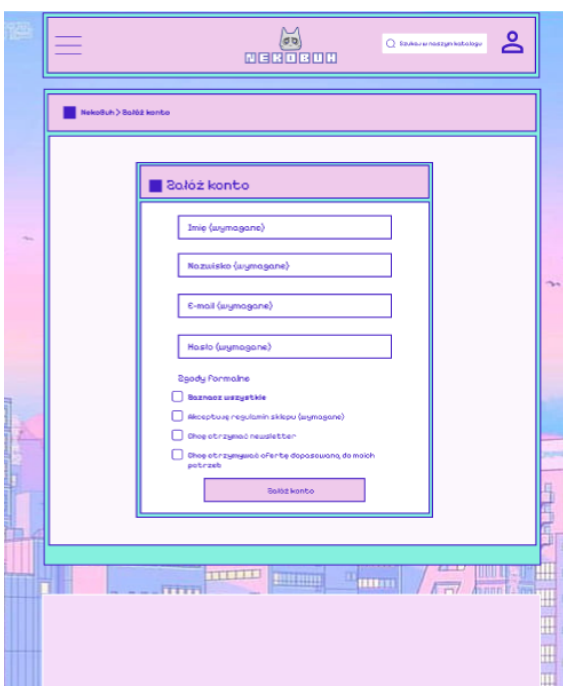 NEKOBUH
Szukaj w naszym katalogu
NekoBuh > Załóż konto
Załóż konto
Imię (wymagane)
Nazwisko (wymagane)
E-mail (wymagane)
Hasło (wymagane)
Zgody formalne
Zaznacz wszystkie
Akceptuję regulamin sklepu (wymagane)
Chcę otrzymać newsletter
Chcę otrzymywać ofertę dopasowaną do moich
potrzeb
Załóż konto